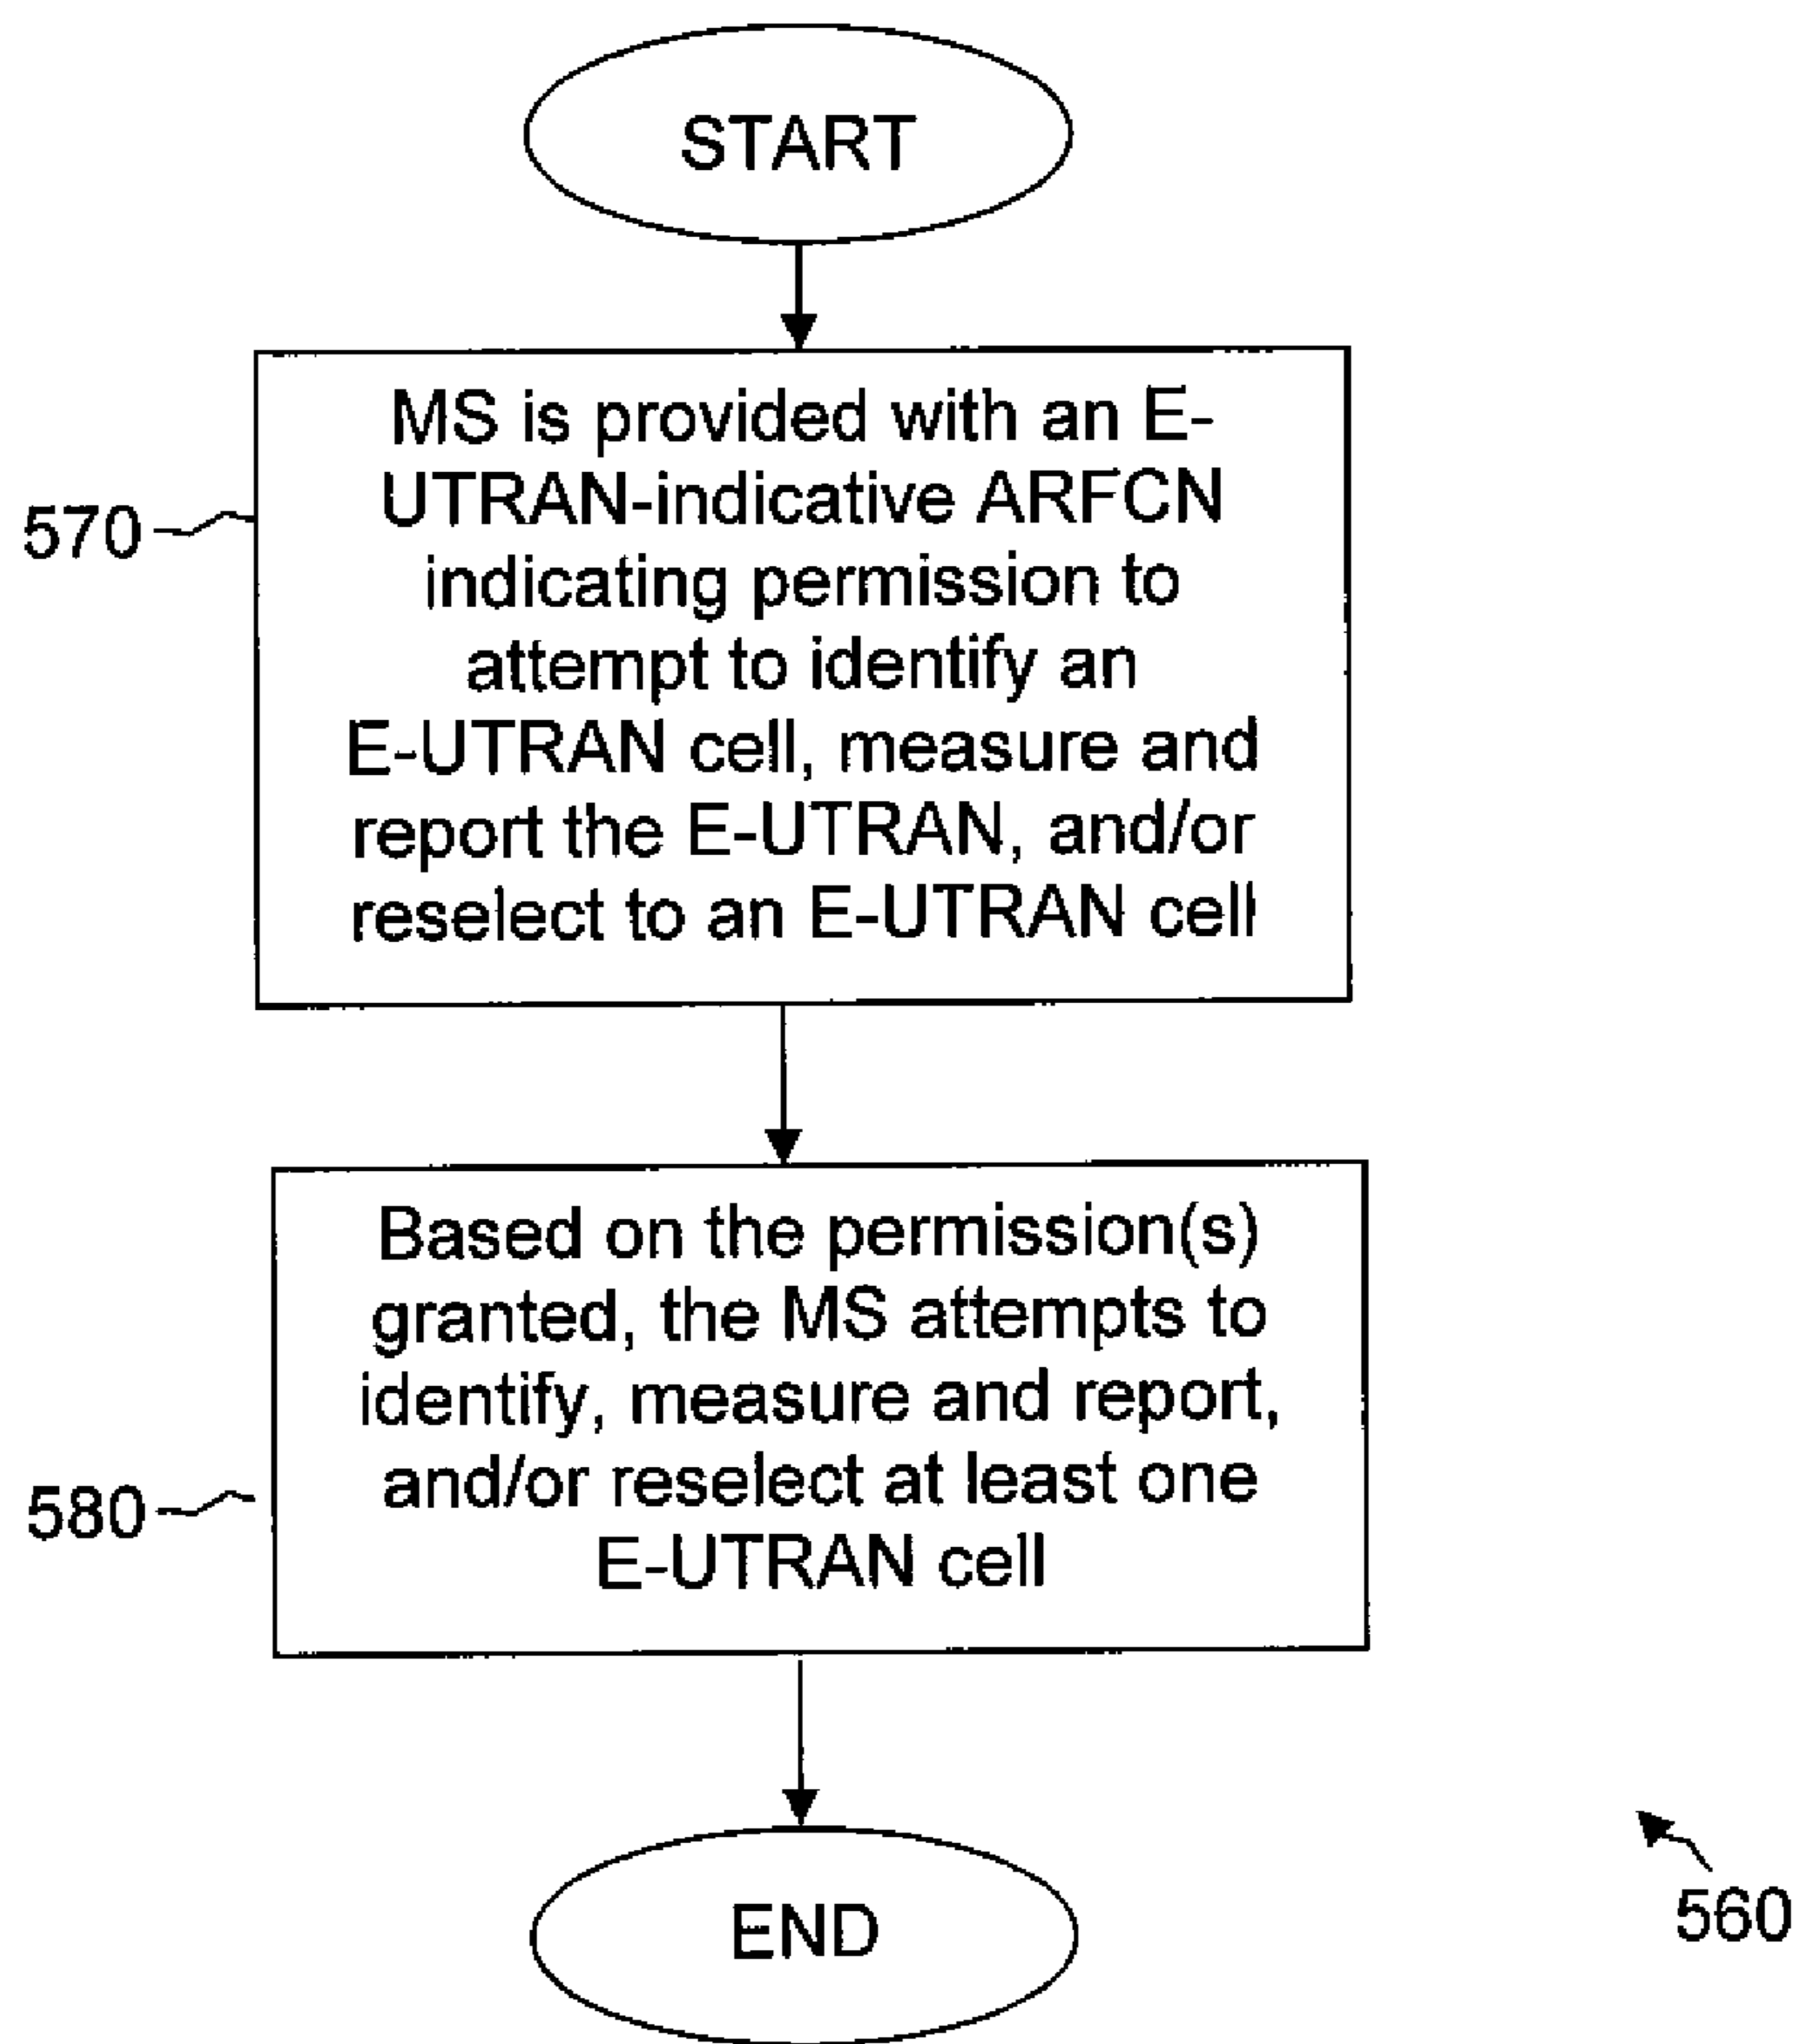 START
MS is provided with an E-
UTRAN-indicative ARFCN
indicating permission to
attempt to identify an
E-UTRAN cell, measure and
report the E-UTRAN, and/or
reselect to an E-UTRAN cell
570
Based on the permission(s)
granted, the MS attempts to
identify, measure and report,
and/or reselect at least one
E-UTRAN cell
580
END
560